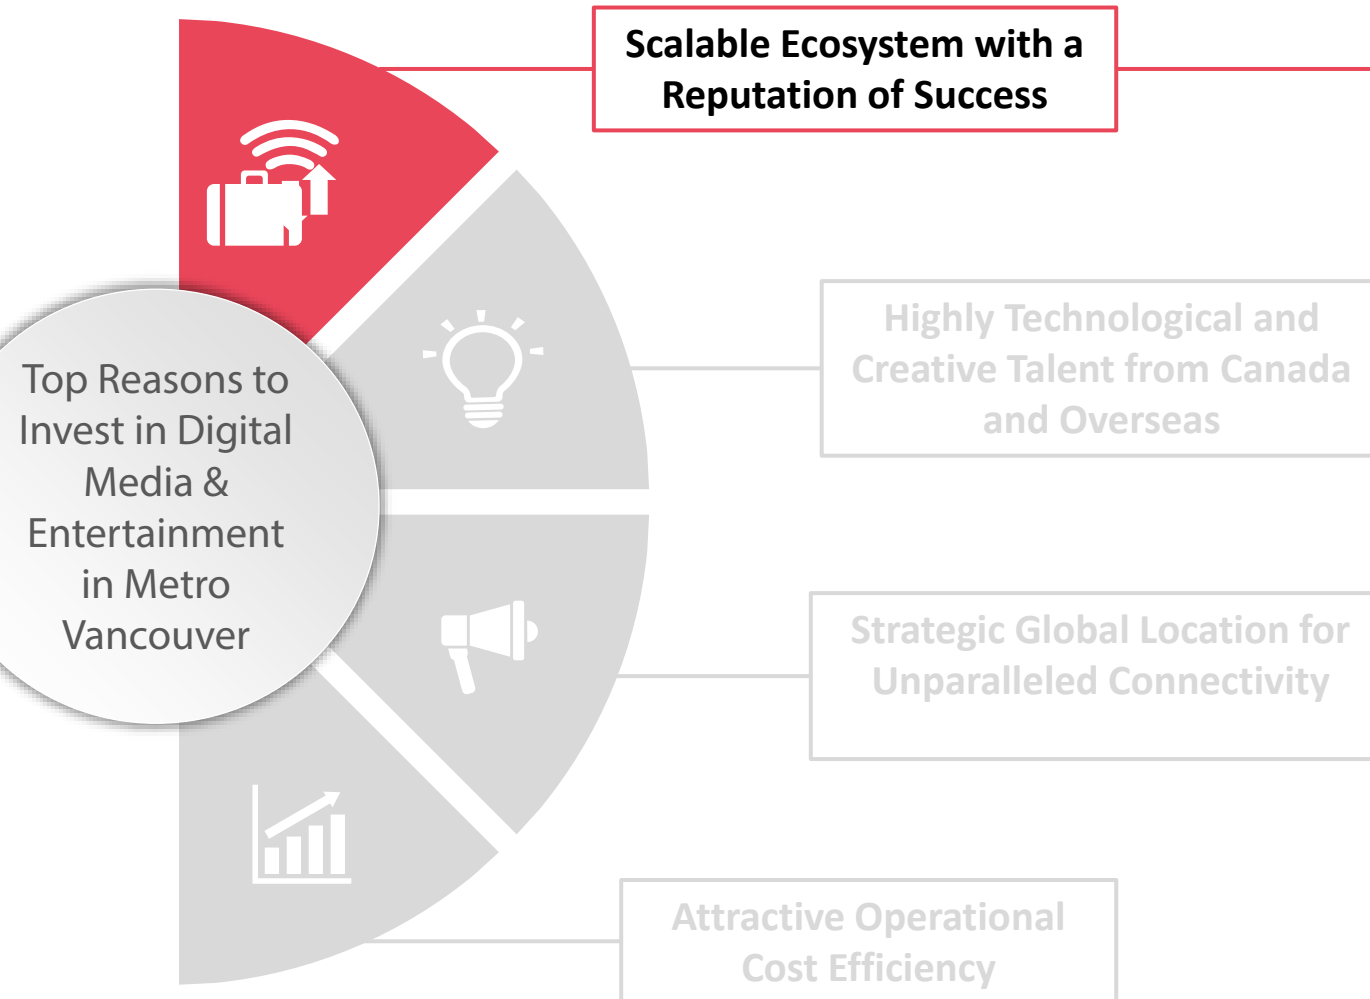 Scalable Ecosystem with a
Reputation of Success
Highly Technological and
Creative Talent from Canada
and Overseas
Top Reasons to
Invest in Digital
Media &
Entertainment
in Metro
Vancouver
Strategic Global Location for
Unparalleled Connectivity
Attractive Operational
Cost Efficiency